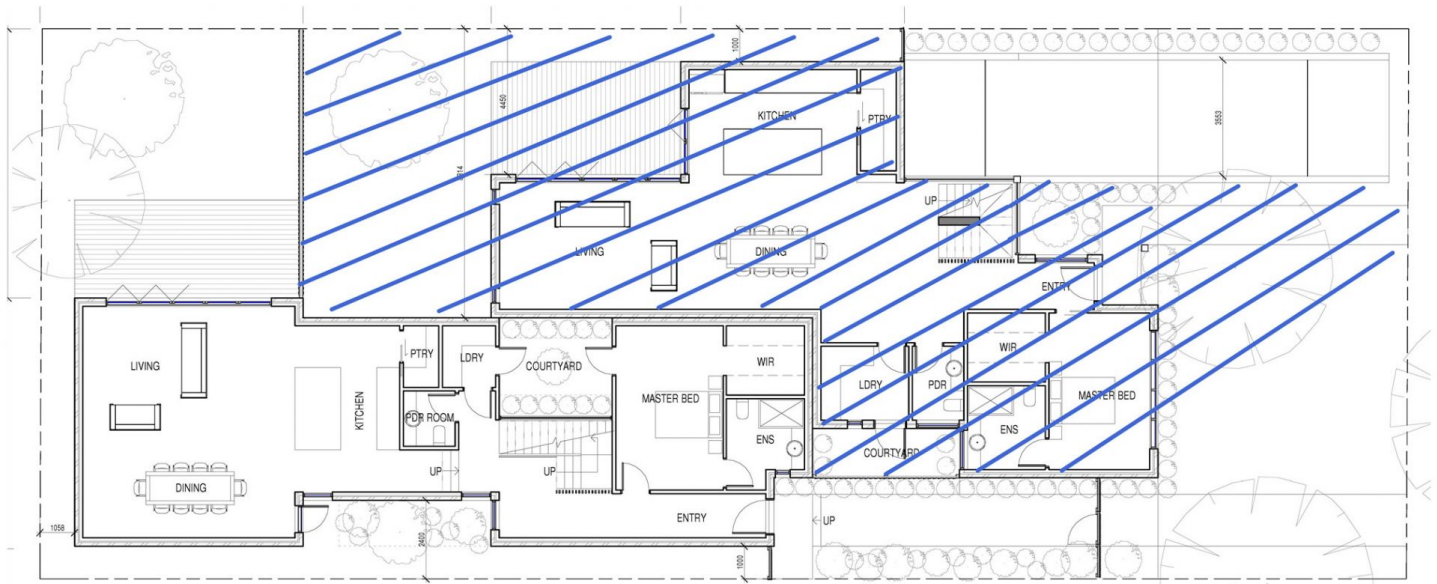 1000
KITCHEN
PTRY
4450
3553
UP
LIVING
DINING
ENTRY
LIVING
PTRY
LDRY
COURTYARD
WIR
MASTER BED
KITCHEN
PDR ROOM
ENS
UP
UP
DINING
ENTRY
1056
2400
1000
WIR
LDRY
PDR
MASTER BED
ENS
COURTYARD
UP